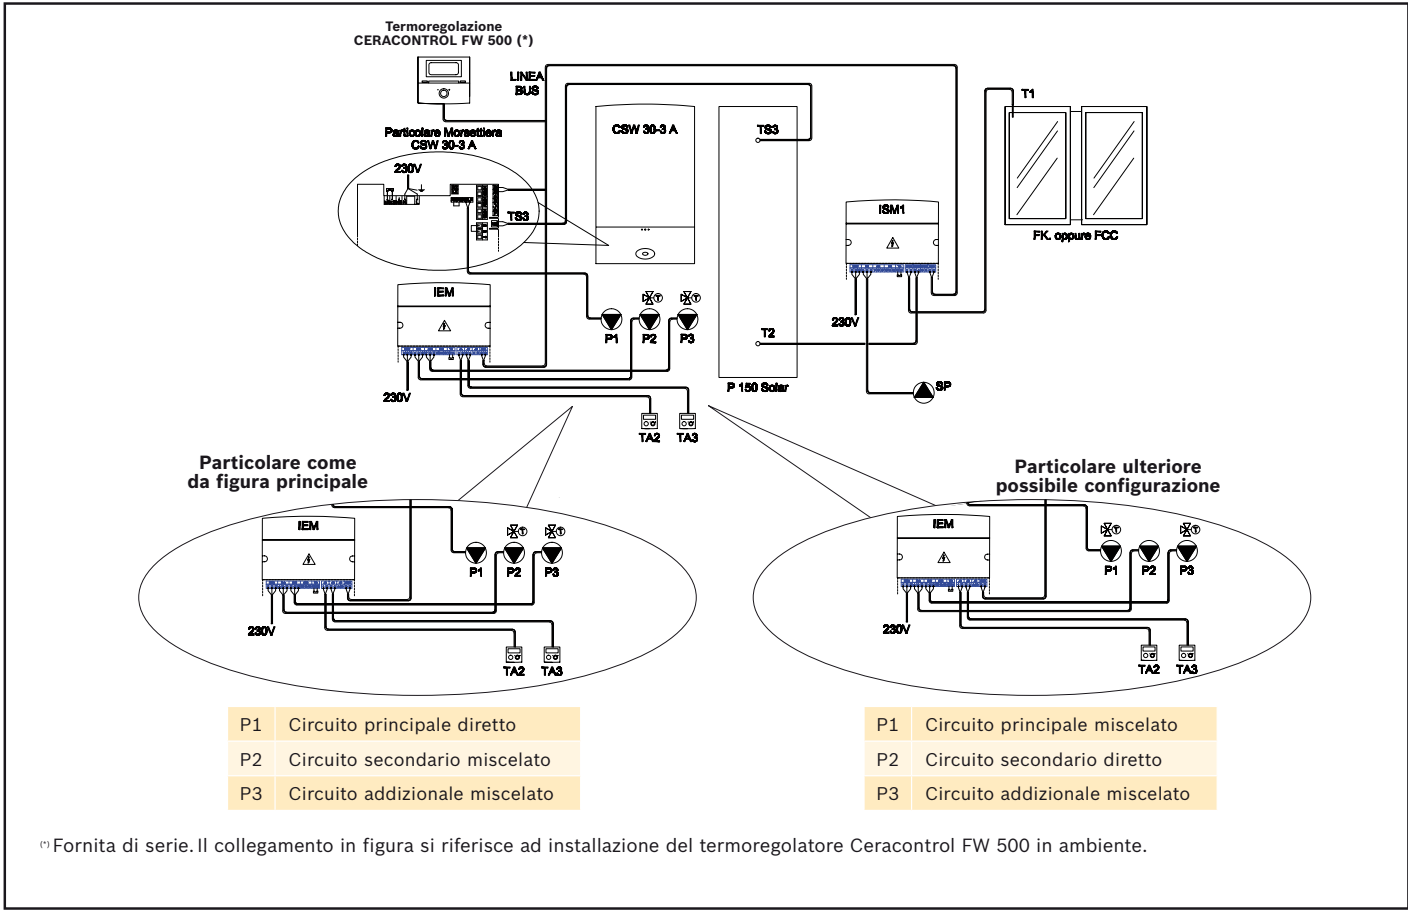 Termoregolazione
CERACONTROL FW 500 (*)
LINEA
BUS
Particolare Morsettiera
CSW 30-3 A
230V
TS3
CSW 30-3 A
TS3
T2
P 150 Solar
T1
FK. oppure FCC
ISM1
230V
SP
IEM
230V
P1
P2
P3
TA2
TA3
Particolare come
da figura principale
IEM
230V
P1
P2
P3
TA2
TA3
Particolare ulteriore
possibile configurazione
IEM
230V
P1
P2
P3
TA2
TA3
P1 Circuito principale diretto
P2 Circuito secondario miscelato
P3 Circuito addizionale miscelato
P1 Circuito principale miscelato
P2 Circuito secondario diretto
P3 Circuito addizionale miscelato
(*) Fornita di serie. Il collegamento in figura si riferisce ad installazione del termoregolatore Ceracontrol FW 500 in ambiente.